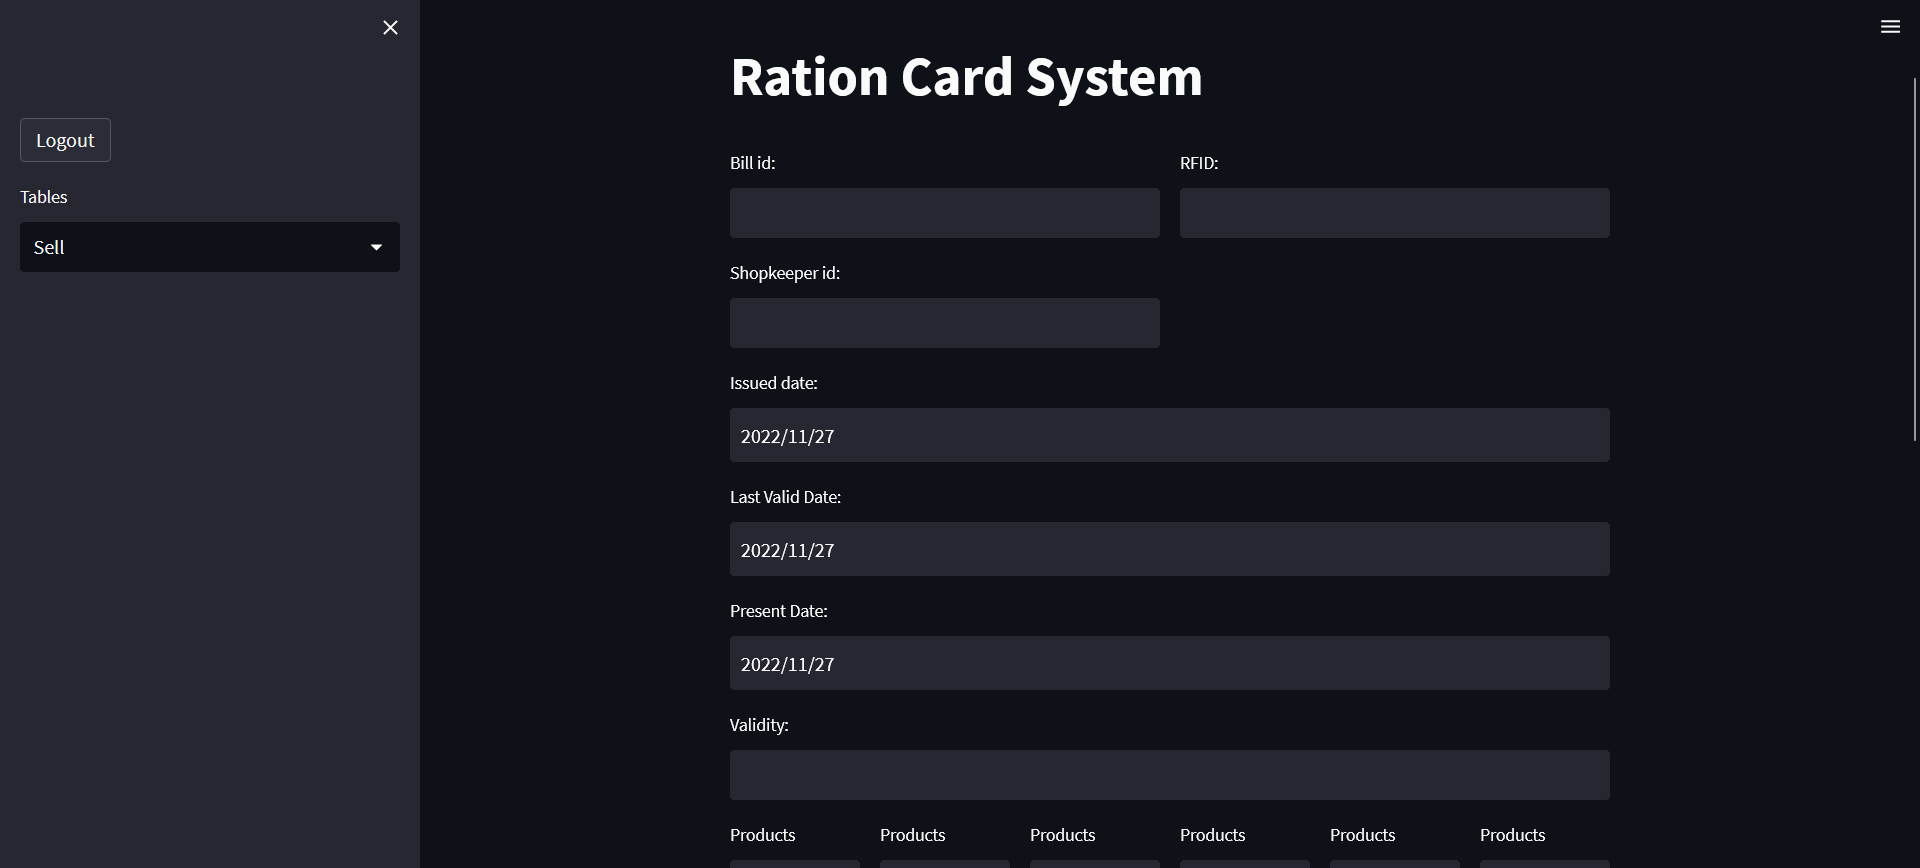 Logout
Tables
Sell
Ration Card System
Bill id:
RFID:
Shopkeeper id:
Issued date:
2022/11/27
Last Valid Date:
2022/11/27
Present Date:
2022/11/27
Validity:
Products Products Products Products Products Products